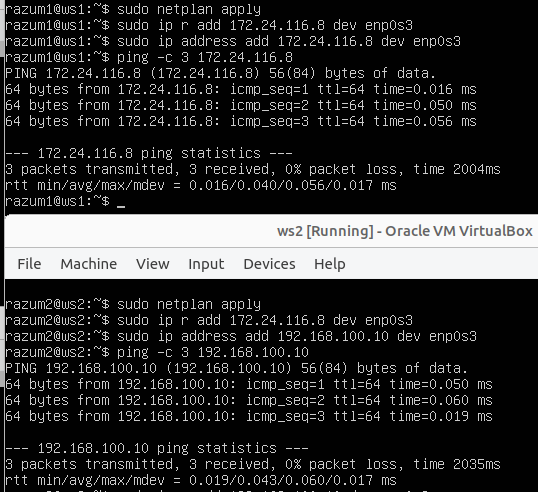 razum1@ws1:~$ sudo netplan apply
razum1@ws1:~$ sudo ip r add 172.24.116.8 dev enp0s3
razum1@ws1:~$ sudo ip address add 172.24.116.8 dev enp0s3
razum1@ws1:~$ ping -c 3 172.24.116.8
PING 172.24.116.8 (172.24.116.8) 56(84) bytes of data.
64 bytes from 172.24.116.8: icmp_seq=1 ttl=64 time=0.016 ms
64 bytes from 172.24.116.8: icmp_seq=2 ttl=64 time=0.050 ms
64 bytes from 172.24.116.8: icmp_seq=3 ttl=64 time=0.056 ms
--- 172.24.116.8 ping statistics ---
3 packets transmitted, 3 received, 0% packet loss, time 2004ms
rtt min/avg/max/mdev = 0.016/0.040/0.056/0.017 ms
razum1@ws1:~$ _
ws2 [Running] - Oracle VM VirtualBox
File Machine View Input Devices Help
razum2@ws2:~$ sudo netplan apply
razum2@ws2:~$ sudo ip r add 172.24.116.8 dev enp0s3
razum2@ws2:~$ sudo ip address add 192.168.100.10 dev enp0s3
razum2@ws2:~$ ping -c 3 192.168.100.10
PING 192.168.100.10 (192.168.100.10) 56(84) bytes of data.
64 bytes from 192.168.100.10: icmp_seq=1 ttl=64 time=0.050 ms
64 bytes from 192.168.100.10: icmp_seq=2 ttl=64 time=0.060 ms
64 bytes from 192.168.100.10: icmp_seq=3 ttl=64 time=0.019 ms
--- 192.168.100.10 ping statistics ---
3 packets transmitted, 3 received, 0% packet loss, time 2035ms
rtt min/avg/max/mdev = 0.019/0.043/0.060/0.017 ms